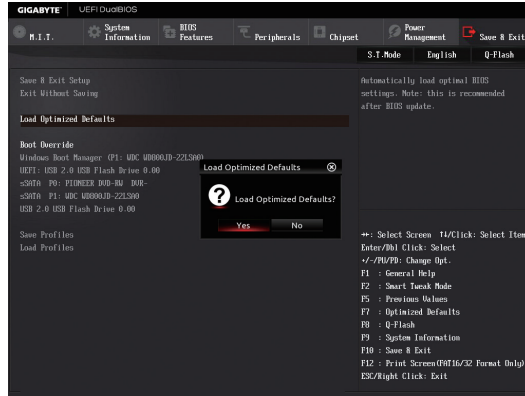 GIGABYTE™ UEFI DualBIOS
M.I.T.
System Information
BIOS Features
Peripherals
Chipset
Power Management
Save & Exit
S.T.Mode English Q-Flash
Save & Exit Setup
Exit Without Saving
Load Optimized Defaults
Boot Override
Windows Boot Manager (P1: WDC WD800JD-22LSA0)
UEFI: USB 2.0 USB Flash Drive 0.00
sSATA P0: PIONEER DVD-RW DVR-
sSATA P1: WDC WD800JD-22LSA0
USB 2.0 USB Flash Drive 0.00
Save Profiles
Load Profiles
Load Optimized Defaults
Load Optimized Defaults?
Yes No
Automatically load optimal BIOS
settings. Note: this is recommended
after BIOS update.
→←: Select Screen ↑↓/Click: Select Item
Enter/Dbl Click: Select
+/-/PU/PD: Change Opt.
F1 : General Help
F2 : Smart Tweak Mode
F5 : Previous Values
F7 : Optimized Defaults
F8 : Q-Flash
F9 : System Information
F10 : Save & Exit
F12 : Print Screen(FAT16/32 Format Only)
ESC/Right Click: Exit